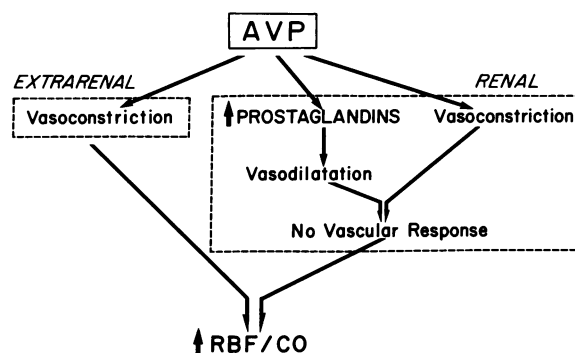 AVP
EXTRARENAL
RENAL
Vasoconstriction
PROSTAGLANDINS
Vasoconstriction
Vasodilatation
No Vascular Response
RBF/CO